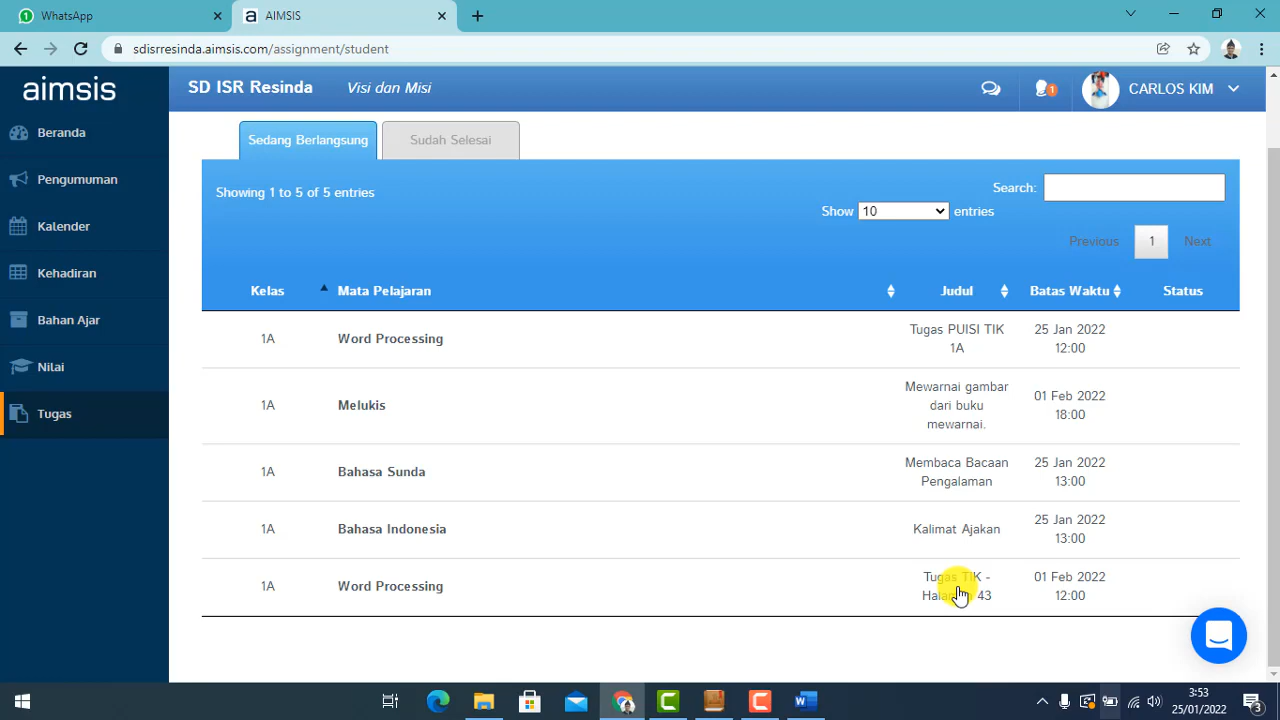 WhatsApp
AIMSIS
sdisrresinda.aimsis.com/assignment/student
aimsis
SD ISR Resinda
Visi dan Misi
1
CARLOS KIM
Beranda
Pengumuman
Kalender
Kehadiran
Bahan Ajar
Nilai
Tugas
Sedang Berlangsung
Sudah Selesai
Showing 1 to 5 of 5 entries
Search:
Show 10 entries
Previous 1 Next
Kelas Mata Pelajaran Judul Batas Waktu Status
1A Word Processing Tugas PUISI TIK 25 Jan 2022
1A 12:00
1A Melukis Mewarnai gambar 01 Feb 2022
dari buku 18:00
mewarnai.
1A Bahasa Sunda Membaca Bacaan 25 Jan 2022
Pengalaman 13:00
1A Bahasa Indonesia Kalimat Ajakan 25 Jan 2022
13:00
1A Word Processing Tugas TIK - 01 Feb 2022
Halaman 43 12:00
3:53
25/01/2022
3